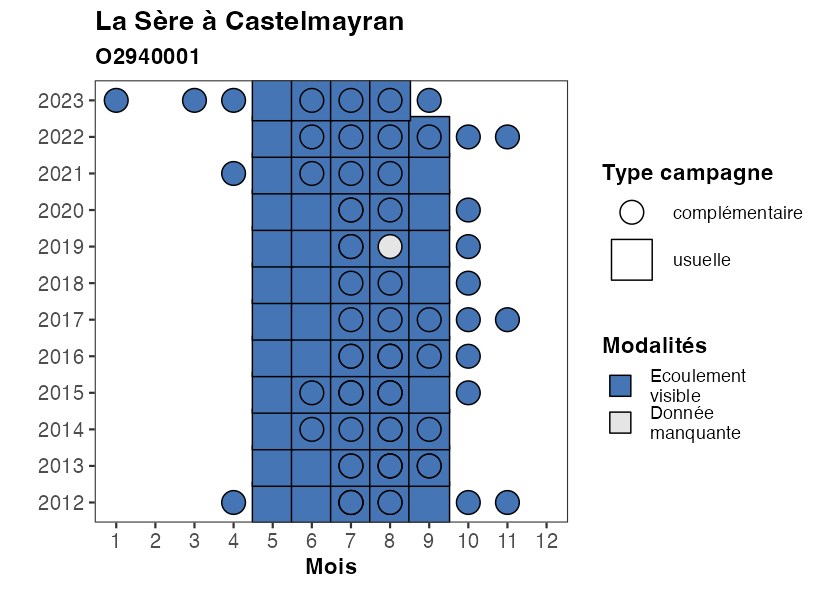 La Sère à Castelmayran
O2940001
2023
2022
2021
2020
2019
2018
2017
2016
2015
2014
2013
2012
1 2 3 4 5 6 7 8 9 10 11 12
Mois
Type campagne
complémentaire
usuelle
Modalités
Ecoulement
visible
Donnée
manquante